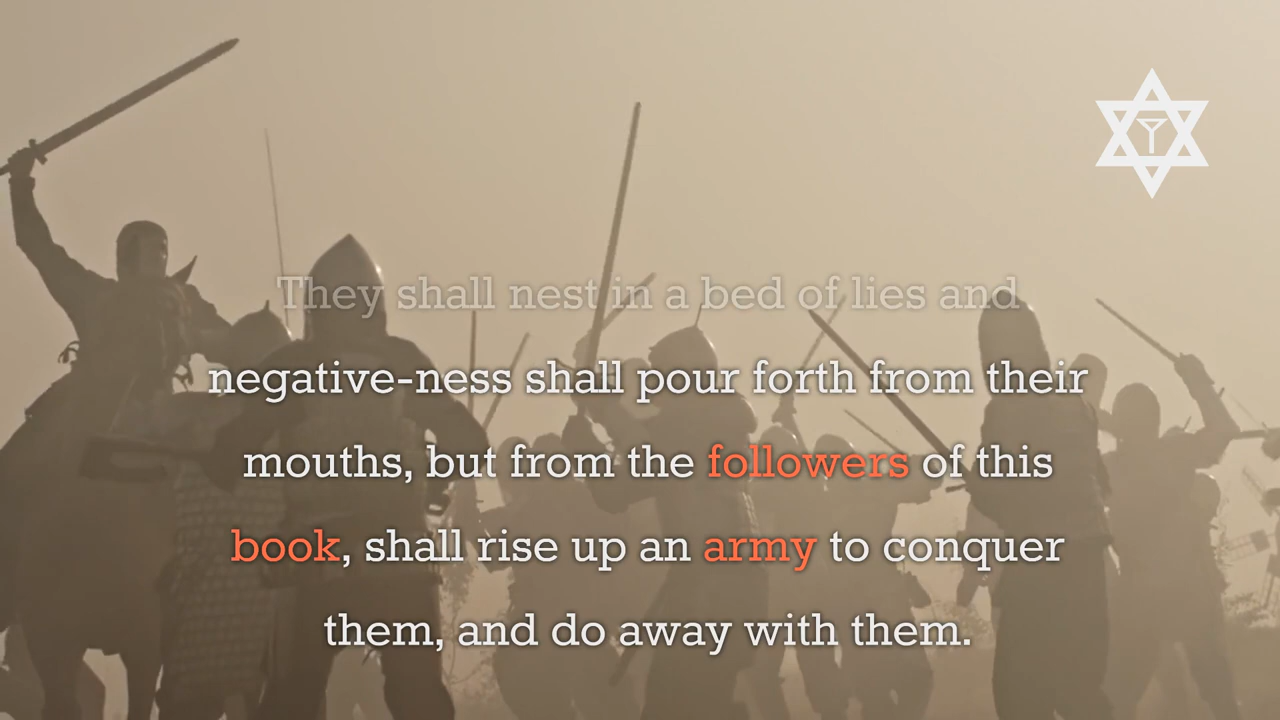 They shall nest in a bed of lies and
negative-ness shall pour forth from their
mouths, but from the followers of this
book, shall rise up an army to conquer
them, and do away with them.